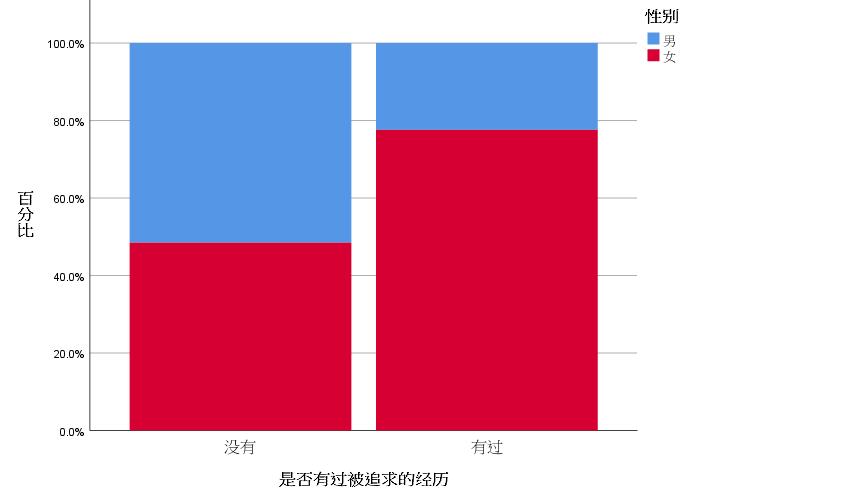 性别
男
女
100.0%
80.0%
60.0%
40.0%
20.0%
0.0%
百分比
没有
有过
是否有过被追求的经历